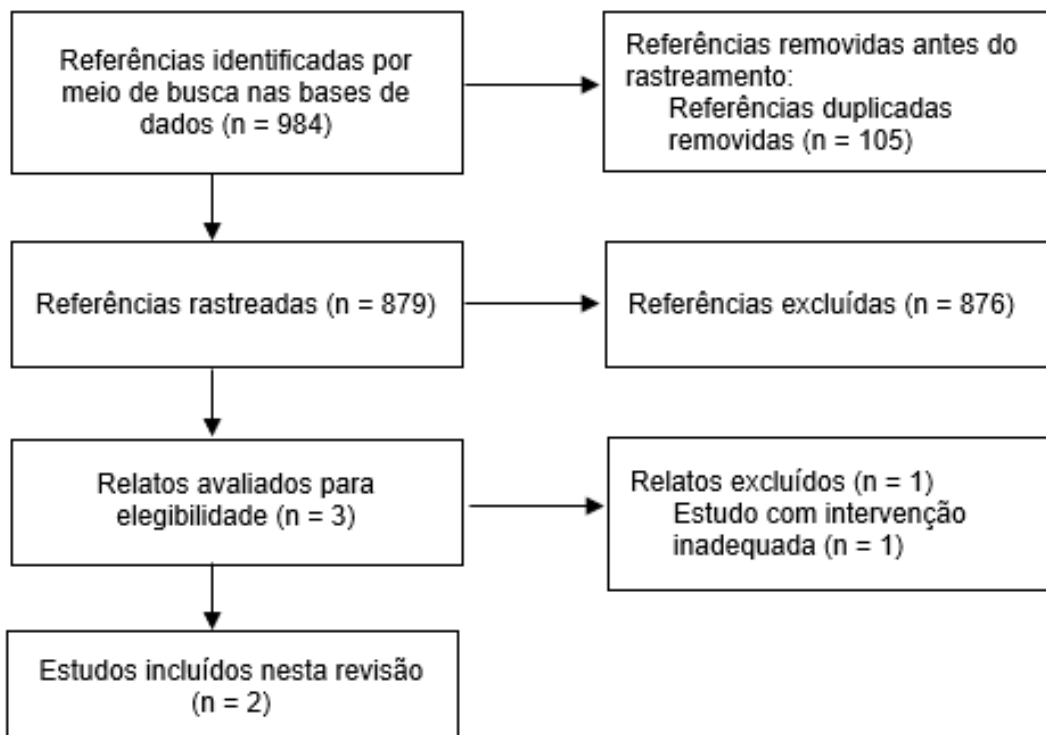 Referências identificadas por
meio de busca nas bases de
dados (n = 984)
Referências removidas antes do
rastreamento:
Referências duplicadas
removidas (n = 105)
Referências rastreadas (n = 879)
Referências excluídas (n = 876)
Relatos avaliados para
elegibilidade (n = 3)
Relatos excluídos (n = 1)
Estudo com intervenção
inadequada (n = 1)
Estudos incluídos nesta revisão
(n = 2)